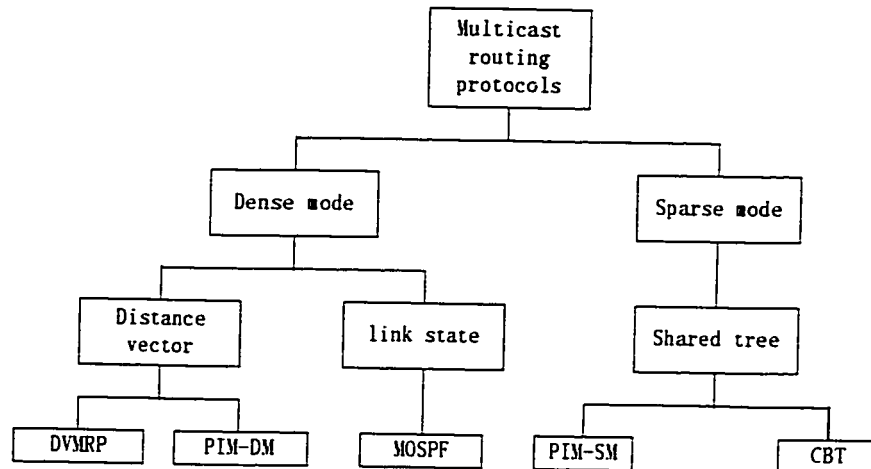 Multicast
routing
protocols
Dense mode
Sparse mode
Distance
vector
link state
Shared tree
DVMRP
PIM-DM
MOSPF
PIM-SM
CBT